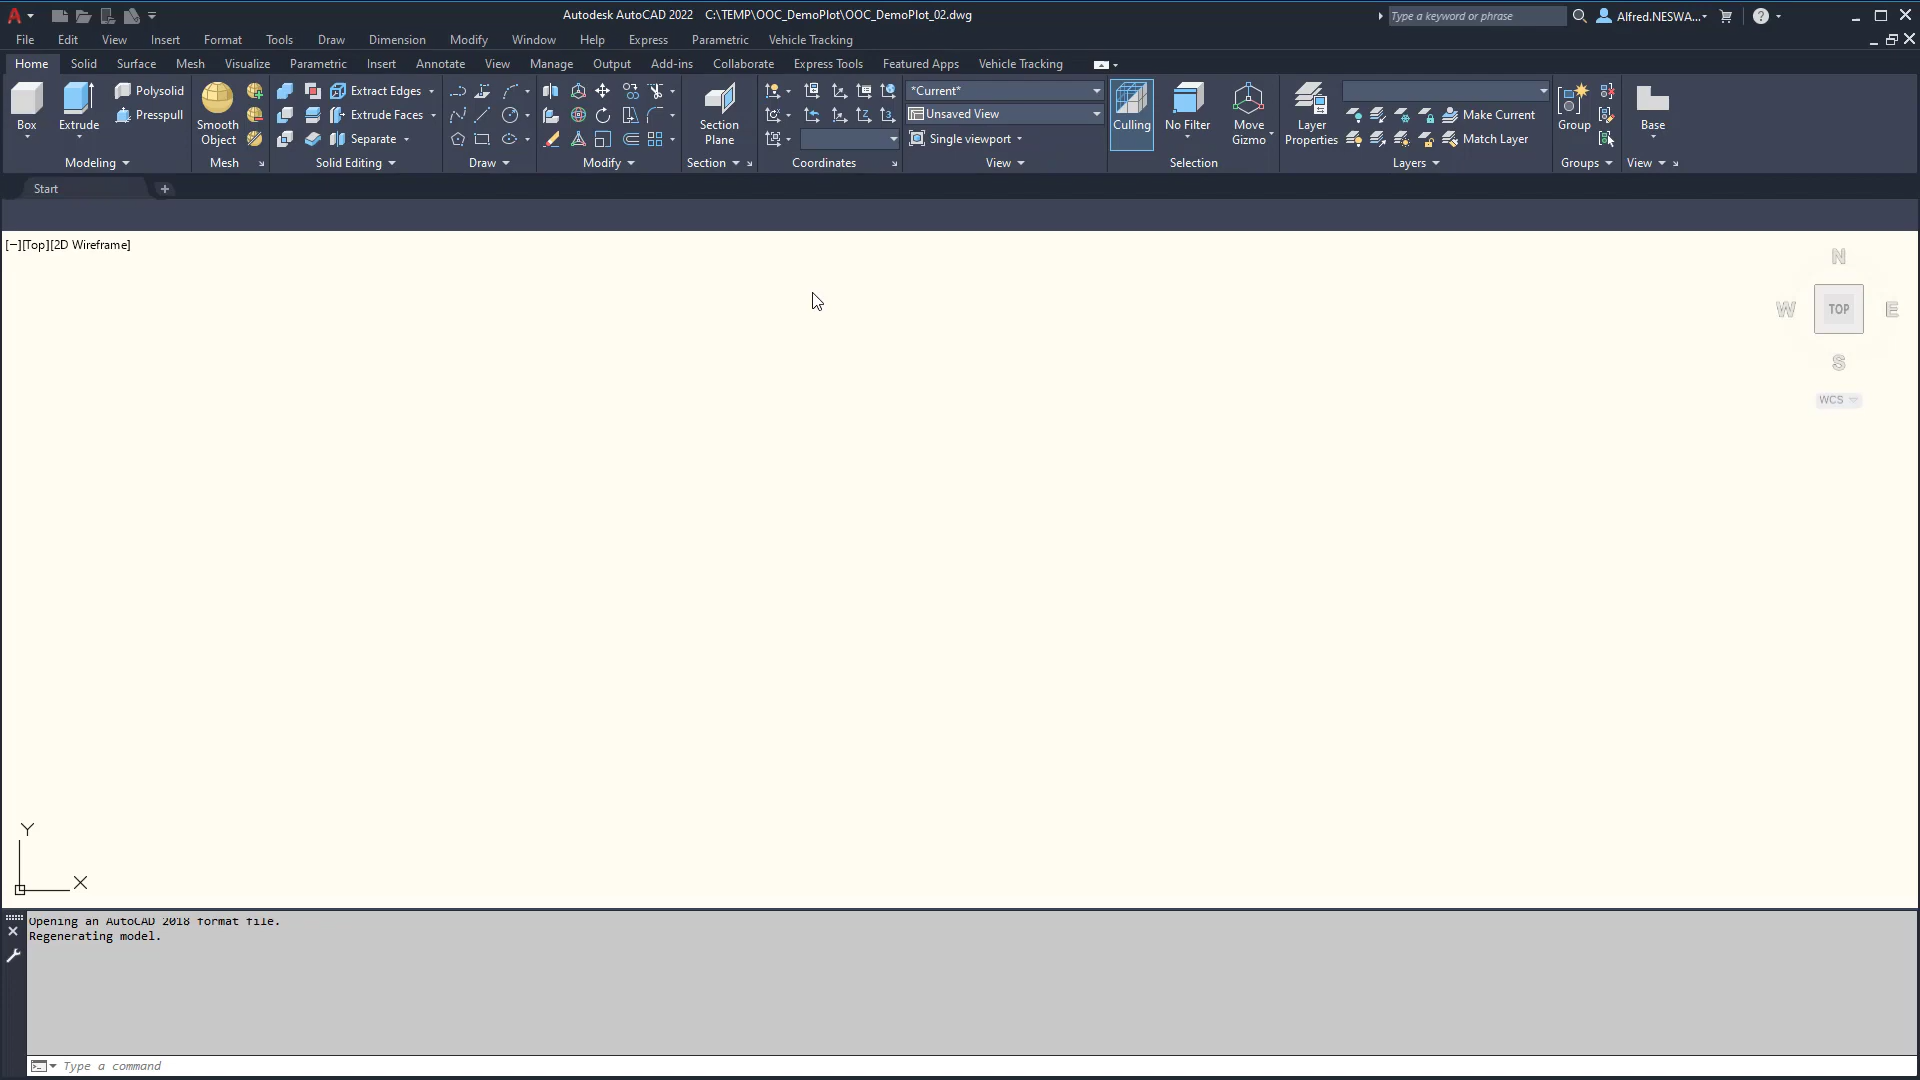 Autodesk AutoCAD 2022 C:\TEMP\OOC_DemoPlot\OOC_DemoPlot_02.dwg
Type a keyword or phrase
Alfred.NESWA...
File Edit View Insert Format Tools Draw Dimension Modify Window Help Express Parametric Vehicle Tracking
Home Solid Surface Mesh Visualize Parametric Insert Annotate View Manage Output Add-ins Collaborate Express Tools Featured Apps Vehicle Tracking
Box
Extrude
Polysolid
Presspull
Modeling
Smooth
Object
Mesh
Extract Edges
Extrude Faces
Separate
Solid Editing
Draw
Modify
Section
Plane
Section
Coordinates
*Current*
Unsaved View
Single viewport
View
Culling
No Filter
Move
Gizmo
Selection
Layer
Properties
Make Current
Match Layer
Layers
Group
Groups
Base
View
Start
[−][Top][2D Wireframe]
N
W TOP E
S
WCS
Y
X
Opening an AutoCAD 2018 format file.
Regenerating model.
Type a command